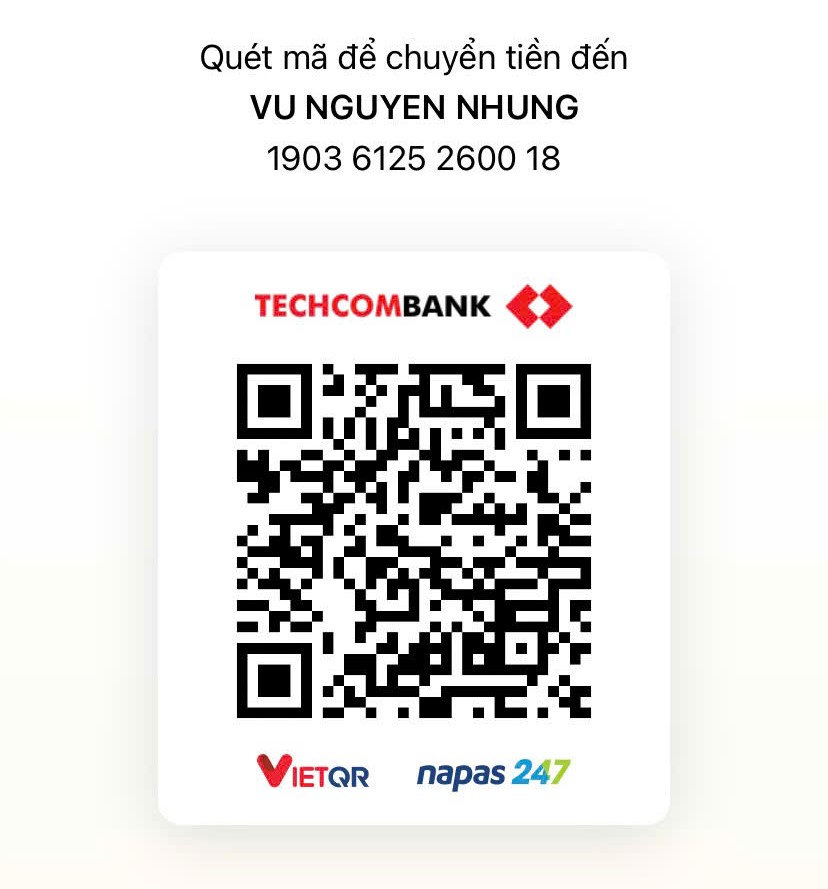 Quét mã để chuyển tiền đến
VU NGUYEN NHUNG
1903 6125 2600 18
TECHCOMBANK
VIETQR napas 247